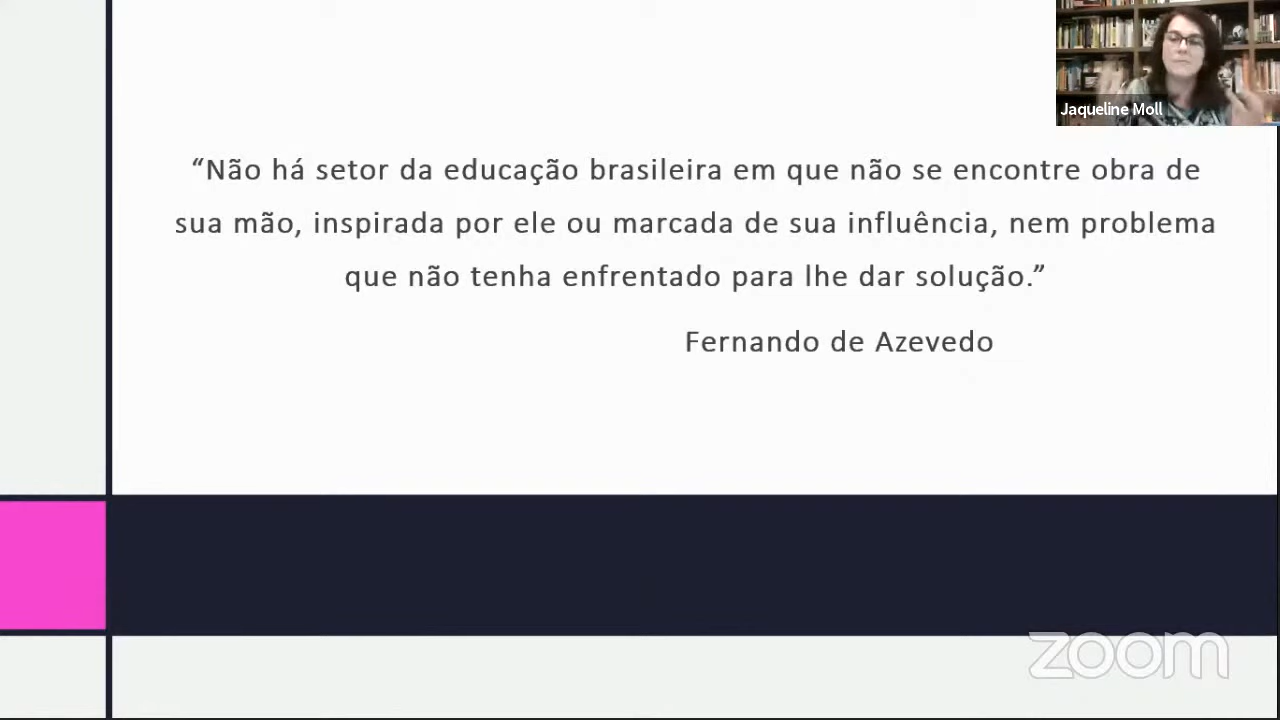 Jaqueline Moll
“Não há setor da educação brasileira em que não se encontre obra de
sua mão, inspirada por ele ou marcada de sua influência, nem problema
que não tenha enfrentado para lhe dar solução.”
Fernando de Azevedo
zoom